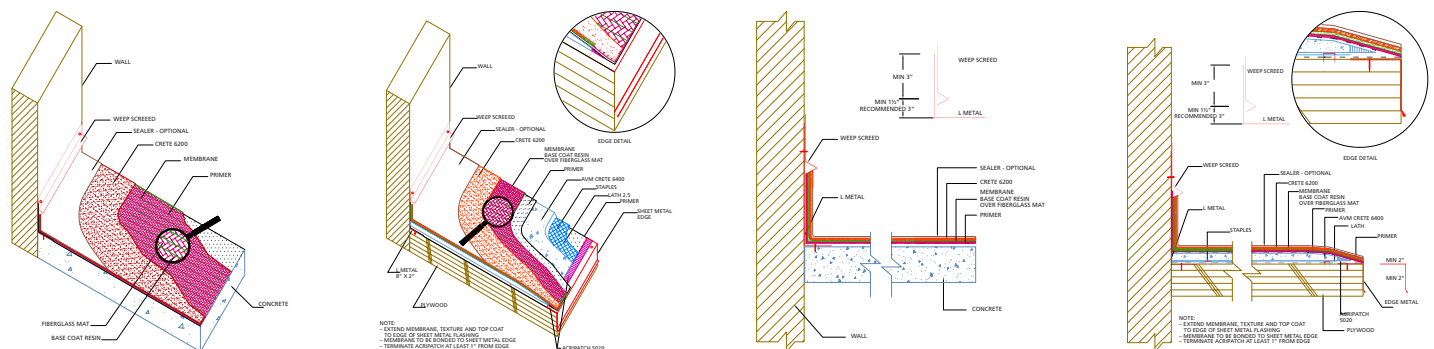 WALL
WEEP SCREEED
SEALER - OPTIONAL
CRETE 6200
MEMBRANE
PRIMER
CONCRETE
FIBERGLASS MAT
BASE COAT RESIN
WALL
WEEP SCREEED
SEALER - OPTIONAL
CRETE 6200
MEMBRANE
BASE COAT RESIN
OVER FIBERGLASS MAT
PRIMER
AVM CRETE 6400
STAPLES
LATH 2.5
PRIMER
SHEET METAL
EDGE
EDGE DETAIL
L METAL
8" X 2"
PLYWOOD
NOTE:
– EXTEND MEMBRANE, TEXTURE AND TOP COAT
TO EDGE OF SHEET METAL FLASHING
– MEMBRANE TO BE BONDED TO SHEET METAL EDGE
– TERMINATE ACRIPATCH AT LEAST 1" FROM EDGE
ACRIPATCH 5020
WEEP SCREED
MIN 3"
MIN 1½"
RECOMMENDED 3"
L METAL
WEEP SCREEED
SEALER - OPTIONAL
CRETE 6200
MEMBRANE
BASE COAT RESIN
OVER FIBERGLASS MAT
PRIMER
L METAL
CONCRETE
WALL
WEEP SCREED
MIN 3"
MIN 1½"
RECOMMENDED 3"
L METAL
EDGE DETAIL
WEEP SCREED
SEALER - OPTIONAL
CRETE 6200
MEMBRANE
BASE COAT RESIN
OVER FIBERGLASS MAT
PRIMER
AVM CRETE 6400
LATH
PRIMER
L METAL
STAPLES
MIN 2"
MIN 2"
EDGE METAL
ACRIPATCH
5020
PLYWOOD
NOTE:
– EXTEND MEMBRANE, TEXTURE AND TOP COAT
TO EDGE OF SHEET METAL FLASHING
– MEMBRANE TO BE BONDED TO SHEET METAL EDGE
– TERMINATE ACRIPATCH AT LEAST 1" FROM EDGE